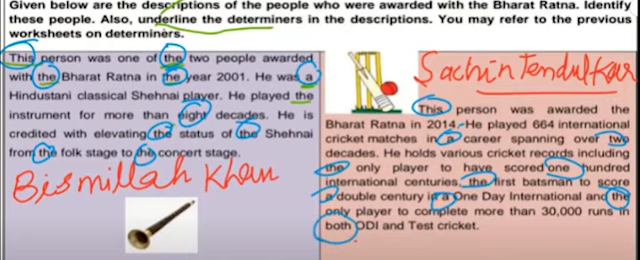 Given below are the descriptions of the people who were awarded with the Bharat Ratna. Identify
these people. Also, underline the determiners in the descriptions. You may refer to the previous
worksheets on determiners.
This person was one of the two people awarded
with the Bharat Ratna in the year 2001. He was a
Hindustani classical Shehnai player. He played the
instrument for more than eight decades. He is
credited with elevating the status of the Shehnai
from the folk stage to the concert stage.
Bismillah Khan
Sachin Tendulkar
This person was awarded the
Bharat Ratna in 2014. He played 664 international
cricket matches in a career spanning over two
decades. He holds various cricket records including
the only player to have scored one hundred
international centuries, the first batsman to score
a double century in a One Day International and the
only player to complete more than 30,000 runs in
both ODI and Test cricket.